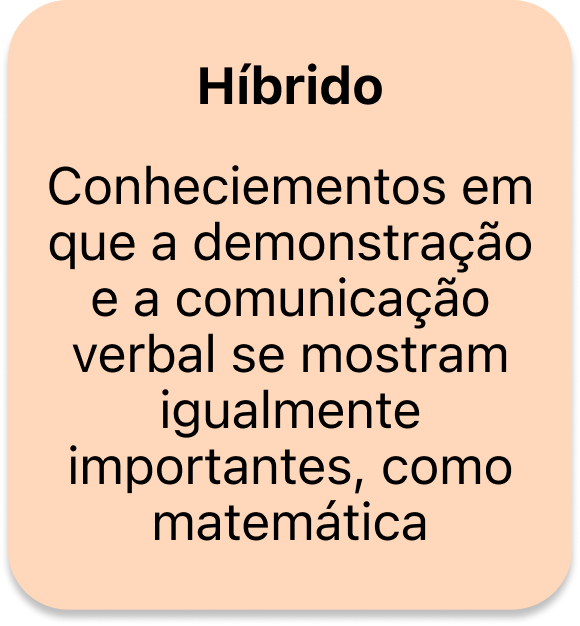 Híbrido
Conheciementos em
que a demonstração
e a comunicação
verbal se mostram
igualmente
importantes, como
matemática